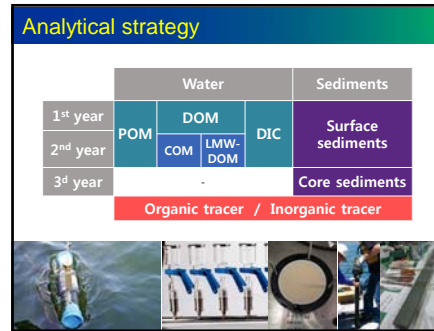 Analytical strategy
Water Sediments
1st year POM DOM DIC Surface sediments
2nd year COM LMW-DOM
3d year - Core sediments
Organic tracer / Inorganic tracer